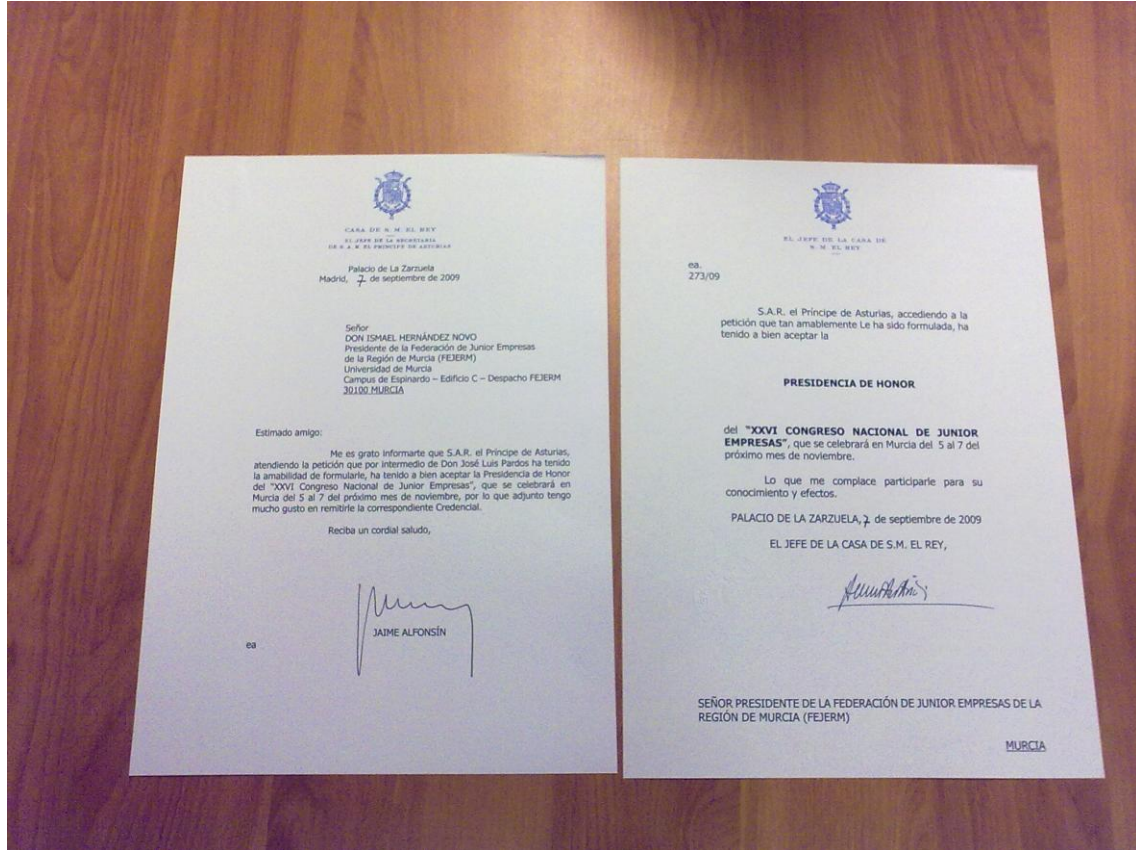 CASA DE S. M. EL REY
EL JEFE DE LA SECRETARIA
DE S. A. R. EL PRINCIPE DE ASTURIAS
Palacio de La Zarzuela
Madrid, 7 de septiembre de 2009
Señor
DON ISMAEL HERNÁNDEZ NOVO
Presidente de la Federación de Junior Empresas
de la Región de Murcia (FEJERM)
Universidad de Murcia
Campus de Espinardo – Edificio C – Despacho FEJERM
30100 MURCIA
Estimado amigo:
Me es grato informarte que S.A.R. el Príncipe de Asturias,
atendiendo la petición que por intermedio de Don José Luis Pardos ha tenido
la amabilidad de formularle, ha tenido a bien aceptar la Presidencia de Honor
del "XXVI Congreso Nacional de Junior Empresas", que se celebrará en
Murcia del 5 al 7 del próximo mes de noviembre, por lo que adjunto tengo
mucho gusto en remitirle la correspondiente Credencial.
Reciba un cordial saludo,
JAIME ALFONSÍN
ea
EL JEFE DE LA CASA DE
S. M. EL REY
ea.
273/09
S.A.R. el Príncipe de Asturias, accediendo a la
petición que tan amablemente Le ha sido formulada, ha
tenido a bien aceptar la
PRESIDENCIA DE HONOR
del "XXVI CONGRESO NACIONAL DE JUNIOR
EMPRESAS", que se celebrará en Murcia del 5 al 7 del
próximo mes de noviembre.
Lo que me complace participarle para su
conocimiento y efectos.
PALACIO DE LA ZARZUELA, 7 de septiembre de 2009
EL JEFE DE LA CASA DE S.M. EL REY,
SEÑOR PRESIDENTE DE LA FEDERACIÓN DE JUNIOR EMPRESAS DE LA
REGIÓN DE MURCIA (FEJERM)
MURCIA